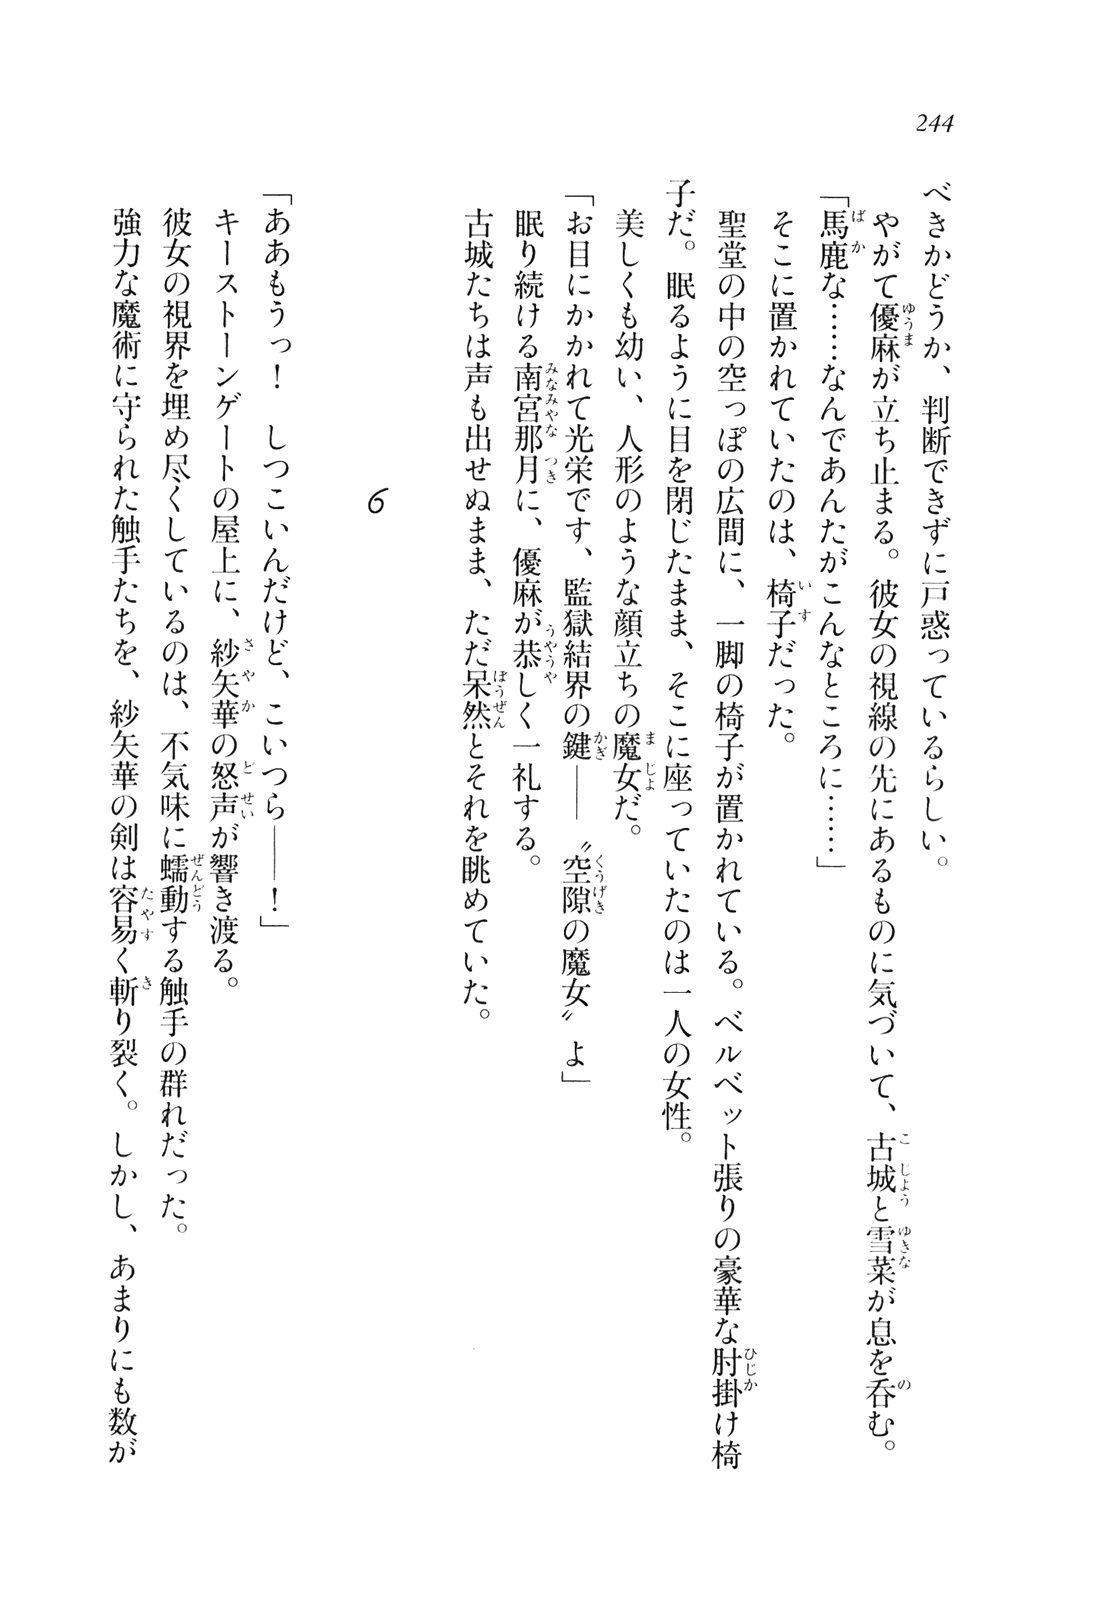 244
べきかどうか、判断できずに戸惑っているらしい。
やがて優麻が立ち止まる。彼女の視線の先にあるものに気づいて、古城と雪菜が息を呑む。
「馬鹿な……なんであんたがこんなところに……」
そこに置かれていたのは、椅子だった。
聖堂の中の空っぽの広間に、一脚の椅子が置かれている。ベルベット張りの豪華な肘掛け椅
子だ。眠るように目を閉じたまま、そこに座っていたのは一人の女性。
美しくも幼い、人形のような顔立ちの魔女だ。
「お目にかかれて光栄です、監獄結界の鍵——〝空隙の魔女〟よ」
眠り続ける南宮那月に、優麻が恭しく一礼する。
古城たちは声も出せぬまま、ただ呆然とそれを眺めていた。
6
「ああもうっ！　しつこいんだけど、こいつら——！」
キーストーンゲートの屋上に、紗矢華の怒声が響き渡る。
彼女の視界を埋め尽くしているのは、不気味に蠕動する触手の群れだった。
強力な魔術に守られた触手たちを、紗矢華の剣は容易く斬り裂く。しかし、あまりにも数が